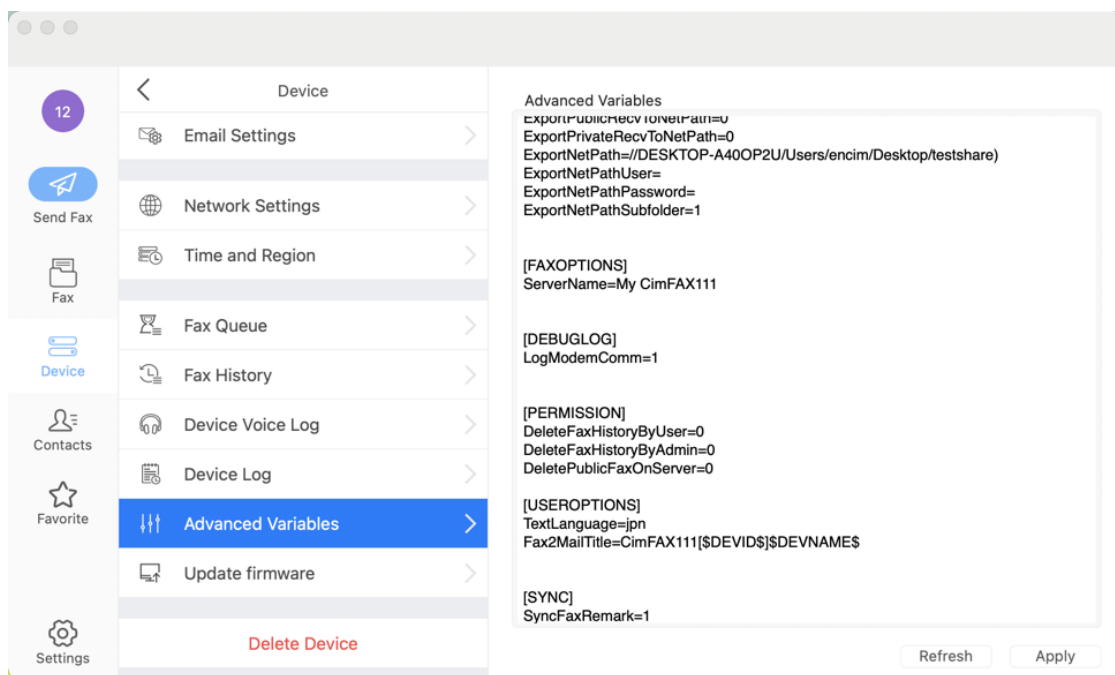 12
Send Fax
Fax
Device
Contacts
Favorite
Settings
Device
Email Settings
Network Settings
Time and Region
Fax Queue
Fax History
Device Voice Log
Device Log
Advanced Variables
Update firmware
Delete Device
Advanced Variables
ExportPublicRecvToNetPath=0
ExportPrivateRecvToNetPath=0
ExportNetPath=//DESKTOP-A40OP2U/Users/encim/Desktop/testshare)
ExportNetPathUser=
ExportNetPathPassword=
ExportNetPathSubfolder=1
[FAXOPTIONS]
ServerName=My CimFAX111
[DEBUGLOG]
LogModemComm=1
[PERMISSION]
DeleteFaxHistoryByUser=0
DeleteFaxHistoryByAdmin=0
DeletePublicFaxOnServer=0
[USEROPTIONS]
TextLanguage=jpn
Fax2MailTitle=CimFAX111[$DEVID$]$DEVNAME$
[SYNC]
SyncFaxRemark=1
Refresh
Apply